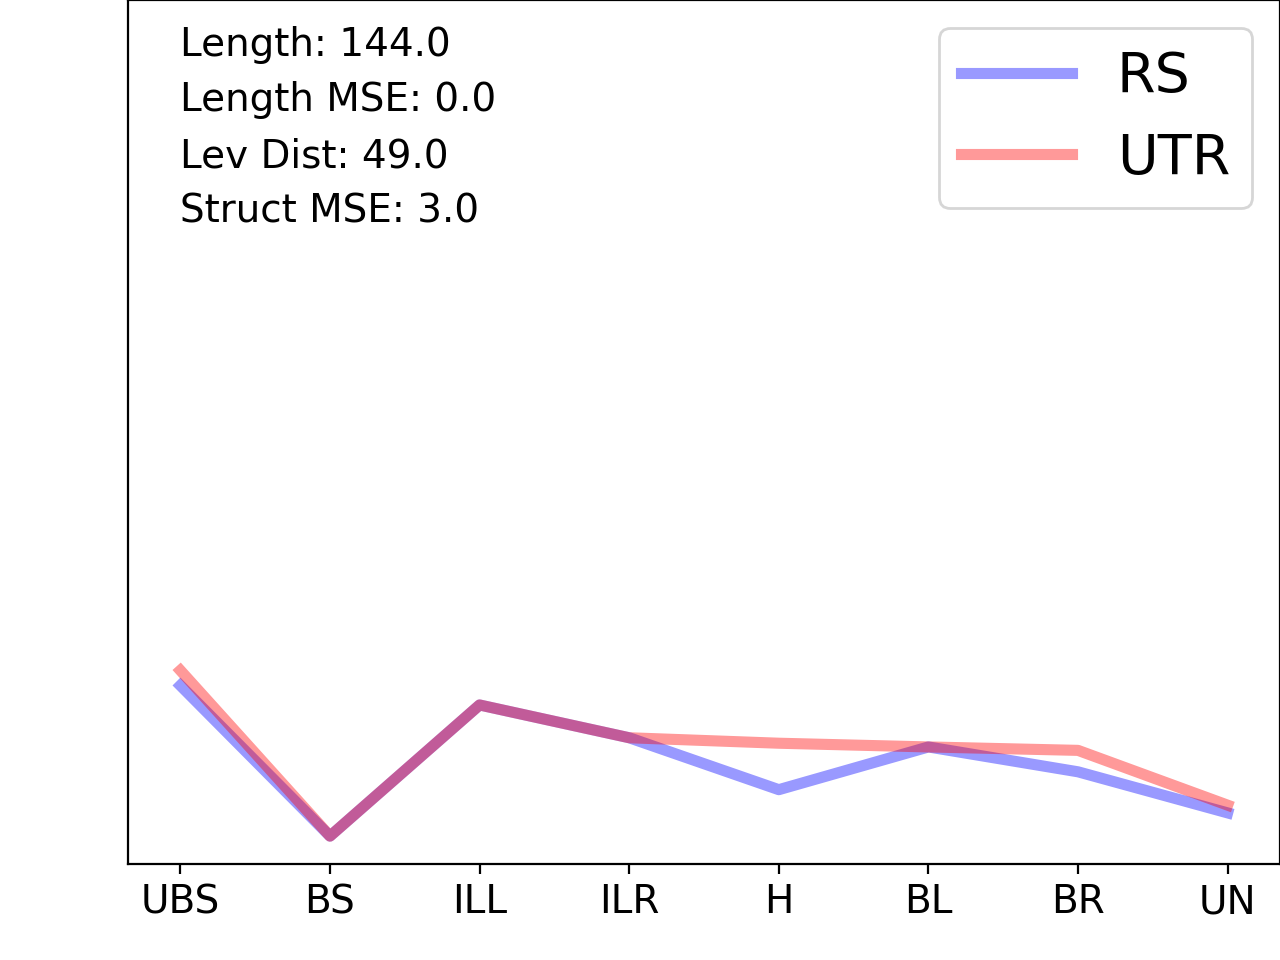 Length: 144.0
Length MSE: 0.0
Lev Dist: 49.0
Struct MSE: 3.0
RS
UTR
UBS BS ILL ILR H BL BR UN